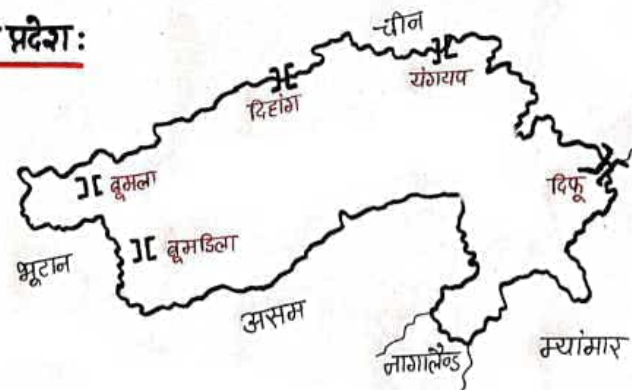 प्रदेश:
चीन
यंगयप
दिहांग
दिफू
बूमला
बूमडिला
भूटान
असम
नागालैन्ड
म्यांमार